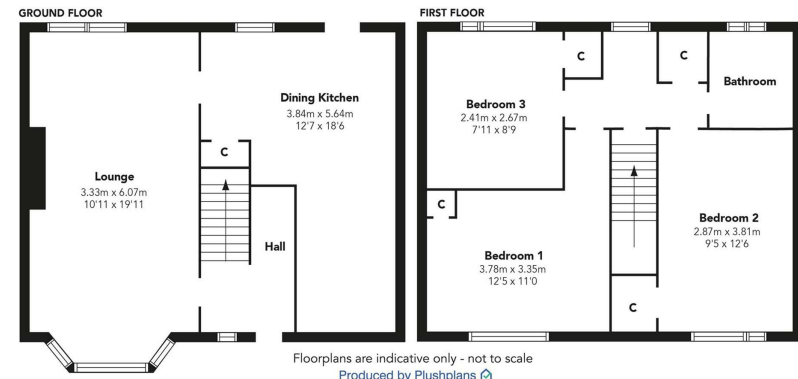 GROUND FLOOR
FIRST FLOOR
Dining Kitchen
3.84m x 5.64m
12'7 x 18'6
C
Lounge
3.33m x 6.07m
10'11 x 19'11
Hall
C
C
Bathroom
Bedroom 3
2.41m x 2.67m
7'11 x 8'9
C
Bedroom 2
2.87m x 3.81m
9'5 x 12'6
Bedroom 1
3.78m x 3.35m
12'5 x 11'0
C
Floorplans are indicative only - not to scale
Produced by Plushplans